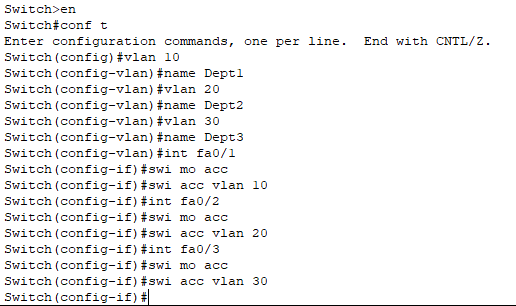 Switch>en
Switch#conf t
Enter configuration commands, one per line.  End with CNTL/Z.
Switch(config)#vlan 10
Switch(config-vlan)#name Dept1
Switch(config-vlan)#vlan 20
Switch(config-vlan)#name Dept2
Switch(config-vlan)#vlan 30
Switch(config-vlan)#name Dept3
Switch(config-vlan)#int fa0/1
Switch(config-if)#swi mo acc
Switch(config-if)#swi acc vlan 10
Switch(config-if)#int fa0/2
Switch(config-if)#swi mo acc
Switch(config-if)#swi acc vlan 20
Switch(config-if)#int fa0/3
Switch(config-if)#swi mo acc
Switch(config-if)#swi acc vlan 30
Switch(config-if)#